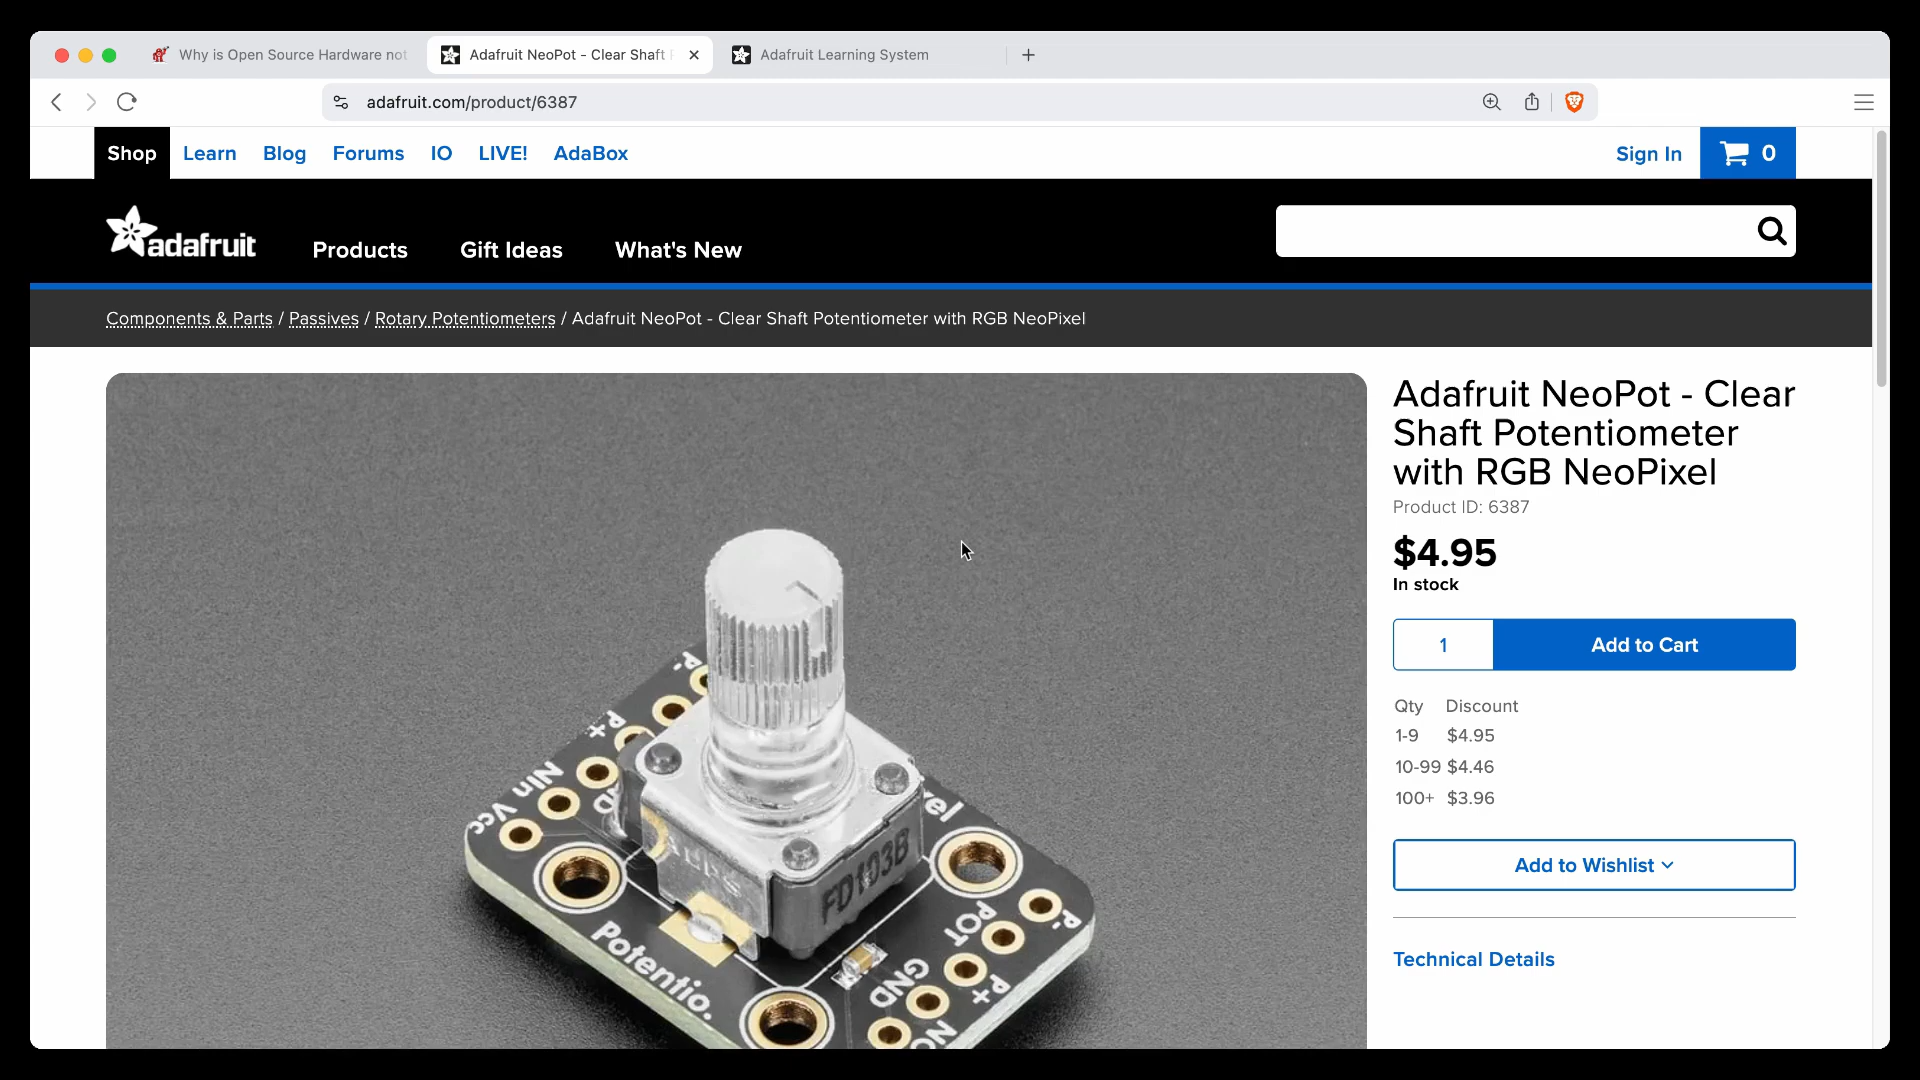 Why is Open Source Hardware not
Adafruit NeoPot - Clear Shaft
Adafruit Learning System
adafruit.com/product/6387
Shop Learn Blog Forums IO LIVE! AdaBox
Sign In 0
adafruit Products Gift Ideas What's New
Components & Parts / Passives / Rotary Potentiometers / Adafruit NeoPot - Clear Shaft Potentiometer with RGB NeoPixel
Adafruit NeoPot - Clear
Shaft Potentiometer
with RGB NeoPixel
Product ID: 6387
$4.95
In stock
1 Add to Cart
Qty Discount
1-9 $4.95
10-99 $4.46
100+ $3.96
Add to Wishlist
Technical Details
P-
P+
NIn
Vcc
xel
ALPS
FD103B
Potentio.
P-
POT
P+
GND